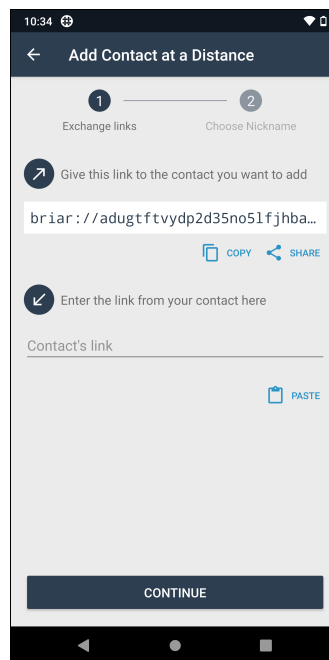 10:34
Add Contact at a Distance
1 2
Exchange links Choose Nickname
Give this link to the contact you want to add
briar://adugtftvydp2d35no5lfjhba…
COPY SHARE
Enter the link from your contact here
Contact's link
PASTE
CONTINUE